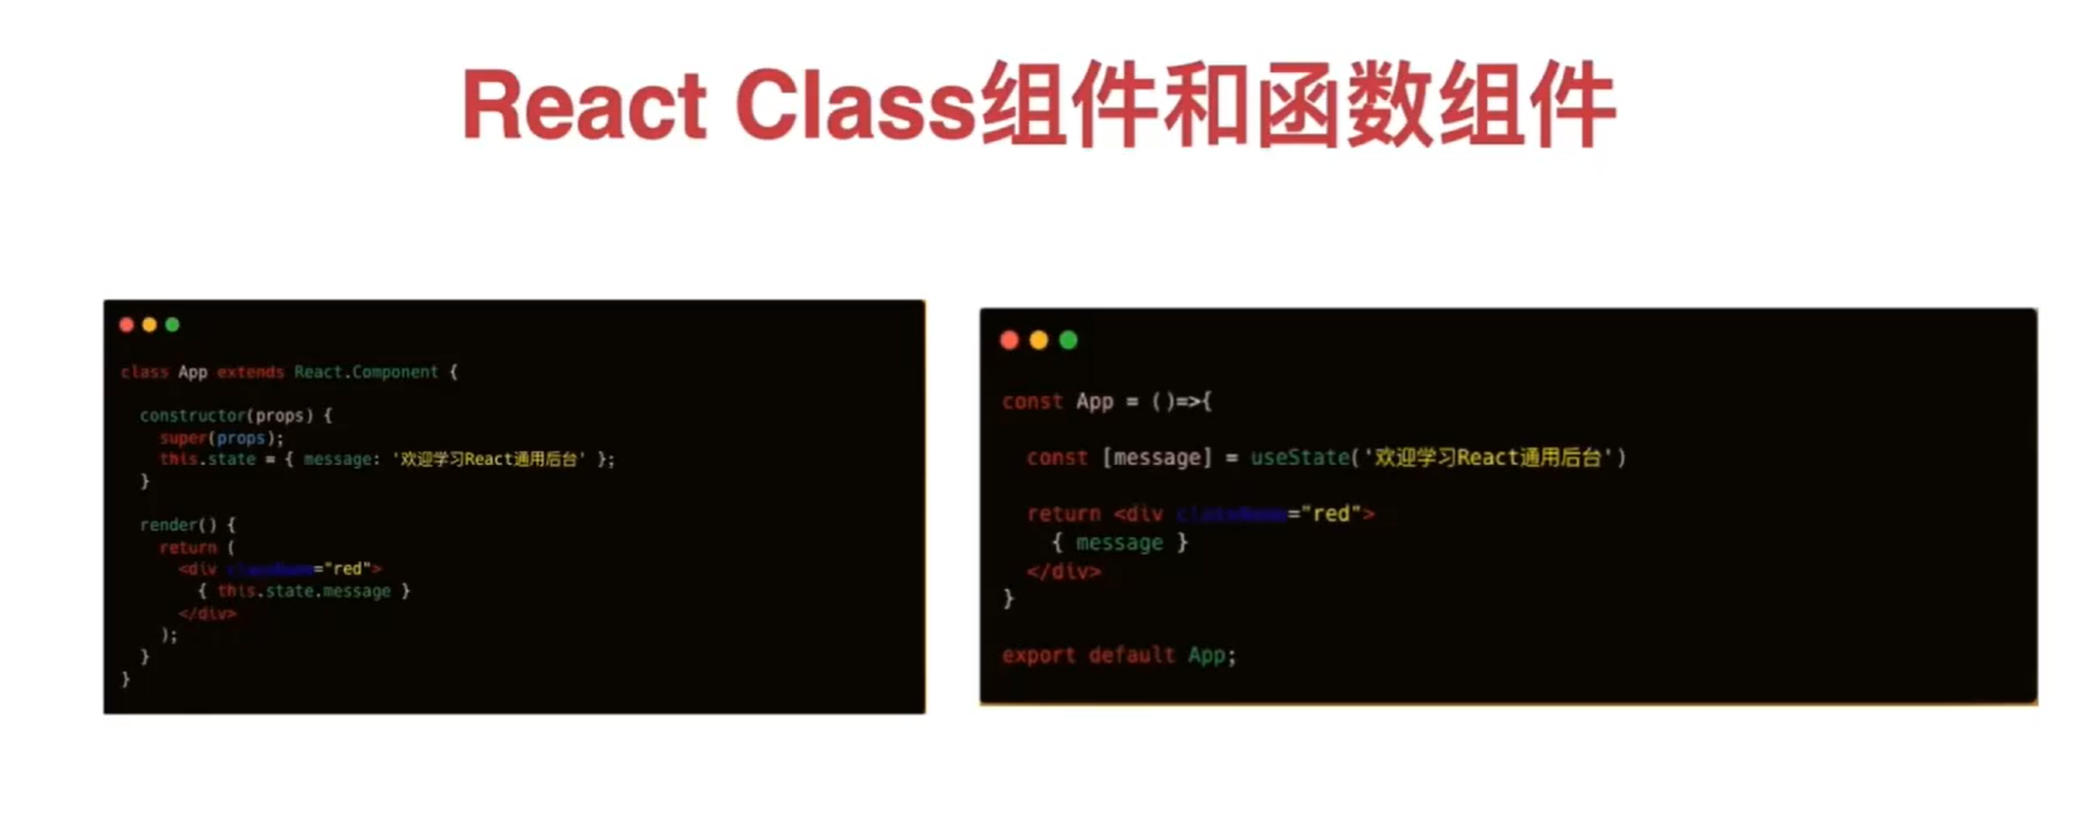 React Class组件和函数组件
class App extends React.Component {
constructor(props) {
super(props);
this.state = { message: '欢迎学习React通用后台' };
}
render() {
return (
<div className="red">
{ this.state.message }
</div>
);
}
}
const App = ()=>{
const [message] = useState('欢迎学习React通用后台')
return <div className="red">
{ message }
</div>
}
export default App;